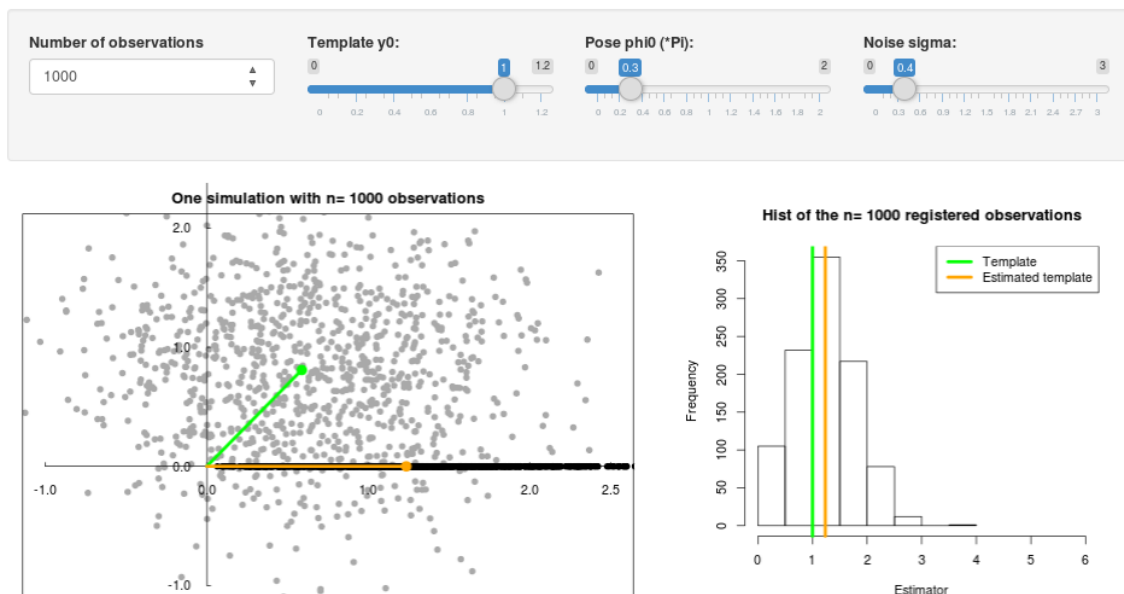 Number of observations
1000
Template y0:
0 1 1.2
0 0.2 0.4 0.6 0.8 1 1.2
Pose phi0 (*Pi):
0 0.3 2
0 0.2 0.4 0.6 0.8 1 1.2 1.4 1.6 1.8 2
Noise sigma:
0 0.4 3
0 0.3 0.6 0.9 1.2 1.5 1.8 2.1 2.4 2.7 3
One simulation with n= 1000 observations
2.0
1.0
0.0
-1.0 0.0 1.0 2.0 2.5
-1.0
Hist of the n= 1000 registered observations
Template
Estimated template
Frequency
350
300
250
200
150
100
50
0
0 1 2 3 4 5 6
Estimator